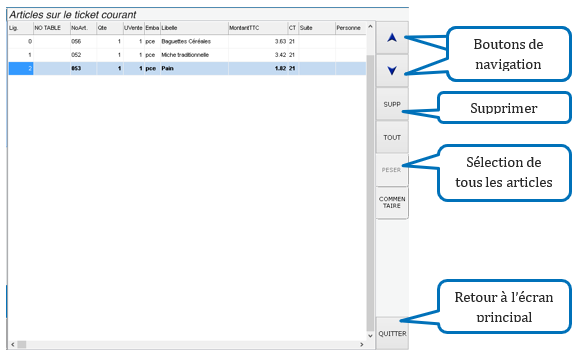 Articles sur le ticket courant
Lig. NO TABLE NoArt. Qte UVente Emba Libelle MontantTTC CT Suite Personne
0 056 1 1 pce Baguettes Céréales 3.63 21
1 052 1 1 pce Miche traditionnelle 3.42 21
2 053 1 1 pce Pain 1.82 21
SUPP
TOUT
PESER
COMMEN
TAIRE
QUITTER
Boutons de
navigation
Supprimer
Sélection de
tous les articles
Retour à l'écran
principal